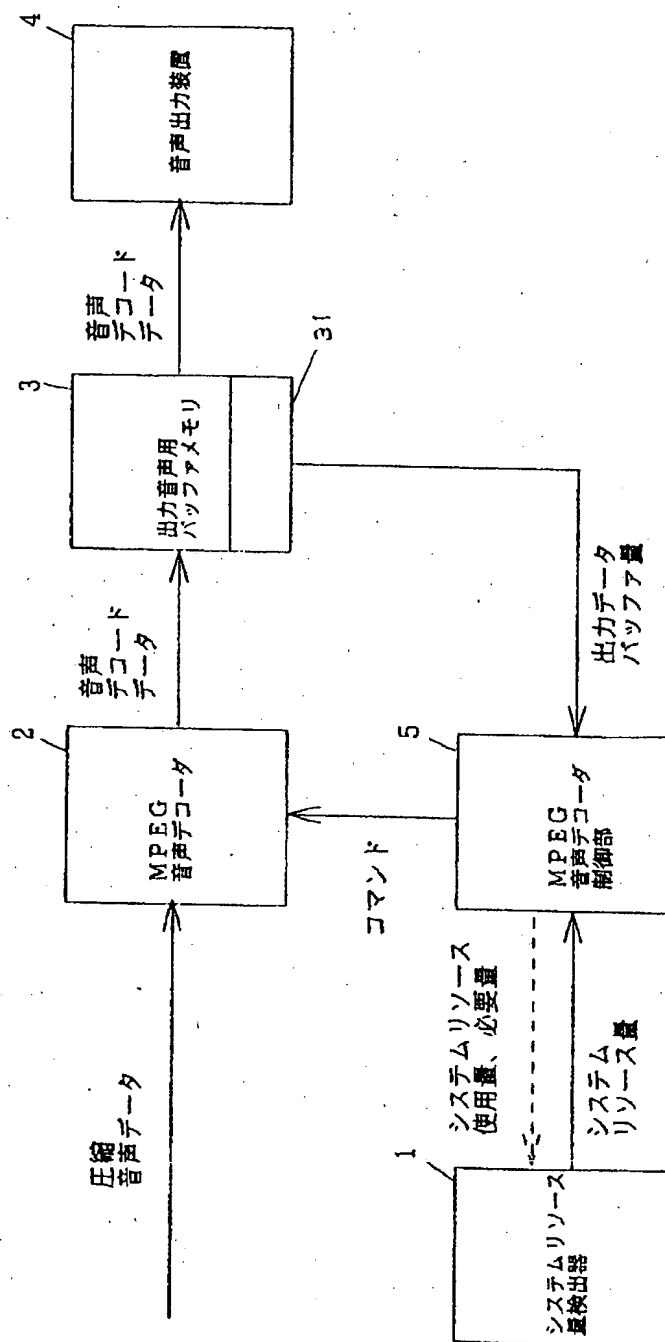 圧縮
音声データ
2
MPEG
音声デコーダ
音声
デコード
データ
3
出力音声用
バッファメモリ
31
音声
デコード
データ
4
音声出力装置
コマンド
出力データ
バッファ量
1
システムリソース
量検出器
システムリソース
使用量、必要量
システム
リソース量
5
MPEG
音声デコーダ
制御部